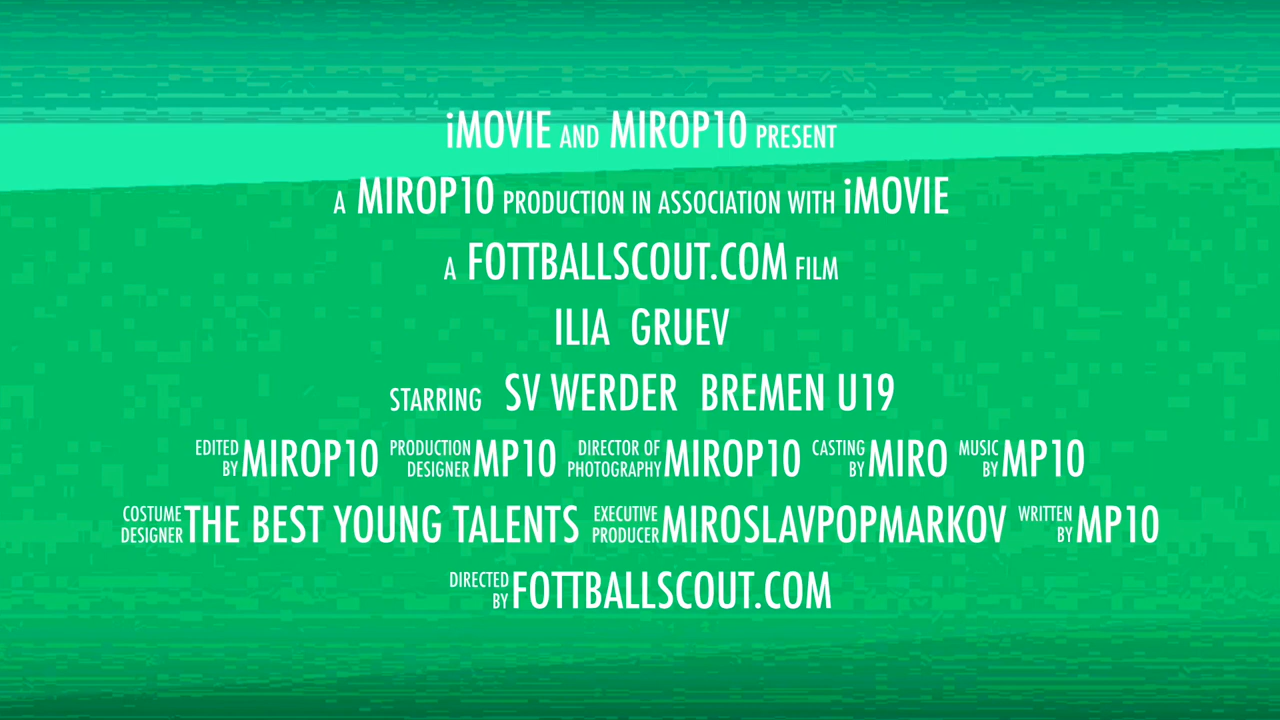 iMOVIE AND MIROP10 PRESENT
A MIROP10 PRODUCTION IN ASSOCIATION WITH iMOVIE
A FOTTBALLSCOUT.COM FILM
ILIA GRUEV
STARRING SV WERDER BREMEN U19
EDITED BY MIROP10 PRODUCTION DESIGNER MP10 DIRECTOR OF PHOTOGRAPHY MIROP10 CASTING BY MIRO MUSIC BY MP10
COSTUME DESIGNER THE BEST YOUNG TALENTS EXECUTIVE PRODUCER MIROSLAVPOPMARKOV WRITTEN BY MP10
DIRECTED BY FOTTBALLSCOUT.COM